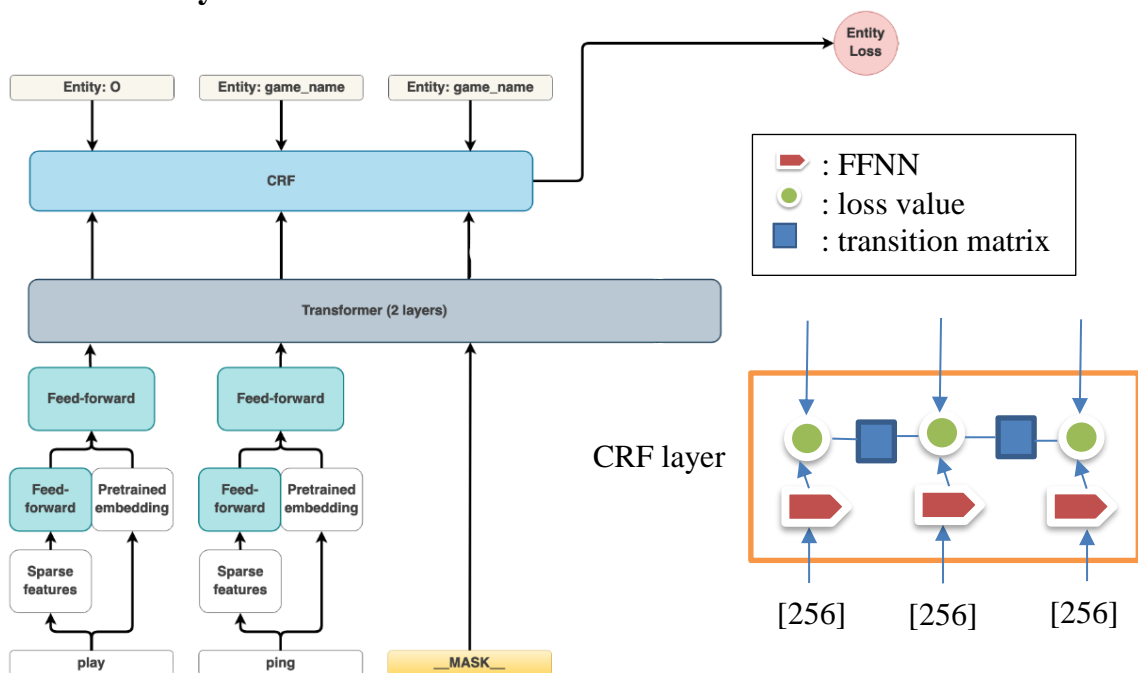 y
Entity
Loss
Entity: O
Entity: game_name
Entity: game_name
CRF
: FFNN
: loss value
: transition matrix
Transformer (2 layers)
Feed-forward
Feed-forward
CRF layer
Feed-
forward
Pretrained
embedding
Feed-
forward
Pretrained
embedding
Sparse
features
Sparse
features
[256]
[256]
[256]
play
ping
__MASK__